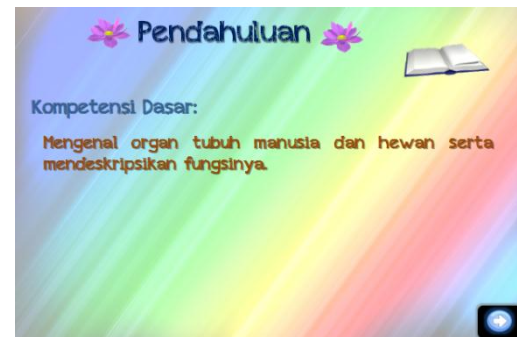 Pendahuluan
Kompetensi Dasar:
Mengenal organ tubuh manusia dan hewan serta
mendeskripsikan fungsinya.